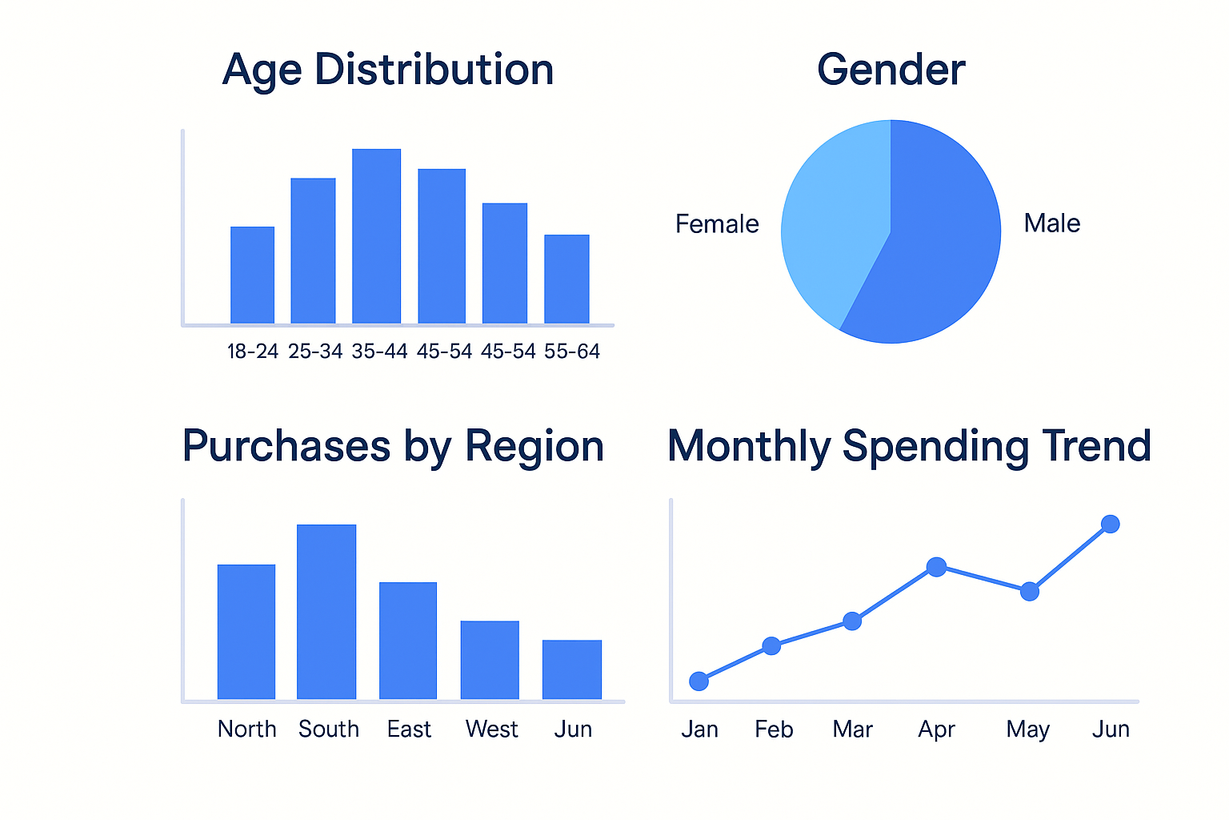 Age Distribution
18-24 25-34 35-44 45-54 45-54 55-64
Gender
Female
Male
Purchases by Region
North South East West Jun
Monthly Spending Trend
Jan Feb Mar Apr May Jun